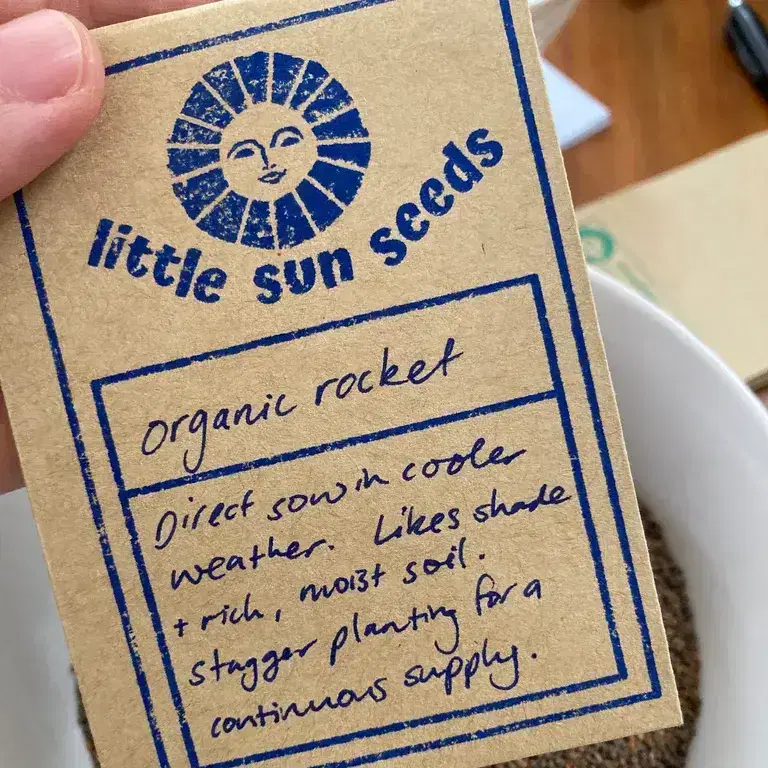 little sun seeds
organic rocket
Direct sow in cooler
weather. Likes shade
+ rich, moist soil.
stagger planting for a
continuous supply.